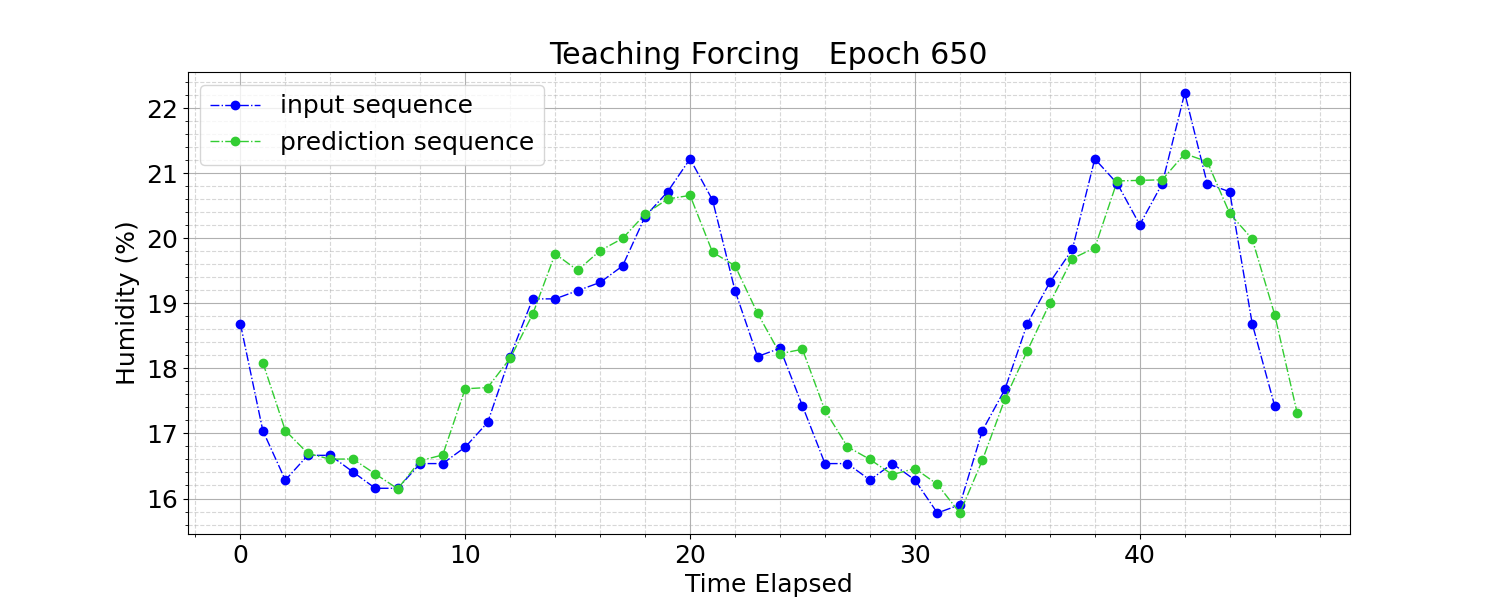 Teaching Forcing   Epoch 650
input sequence
prediction sequence
Humidity (%)
22
21
20
19
18
17
16
0 10 20 30 40
Time Elapsed